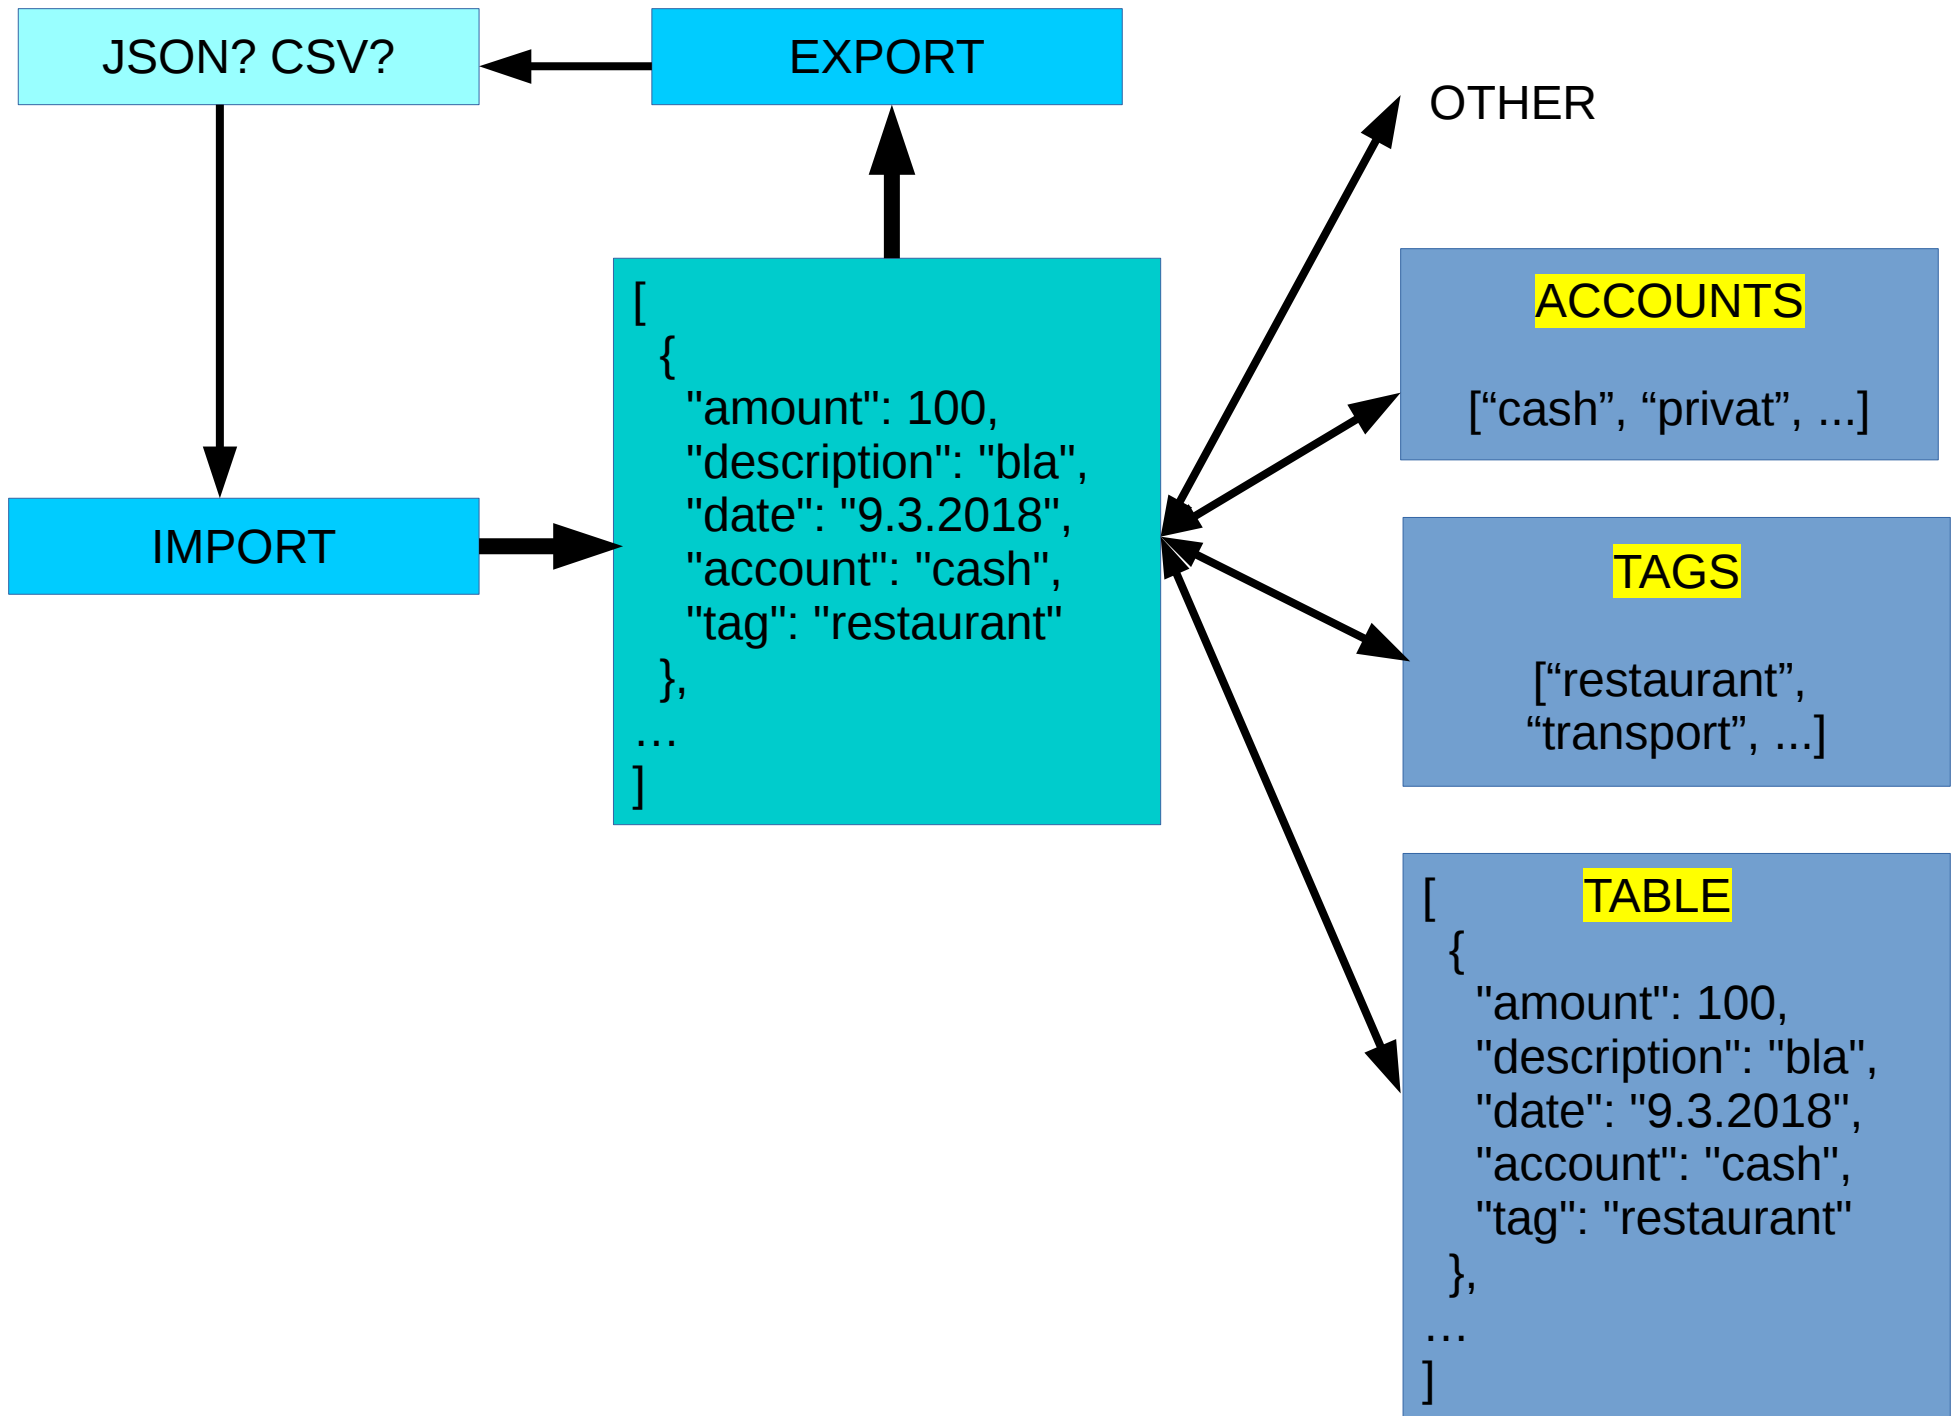 JSON? CSV?
EXPORT
OTHER
IMPORT
[
{
"amount": 100,
"description": "bla",
"date": "9.3.2018",
"account": "cash",
"tag": "restaurant"
},
…
]
ACCOUNTS
[“cash”, “privat”, ...]
TAGS
[“restaurant”,
“transport”, ...]
[ TABLE
{
"amount": 100,
"description": "bla",
"date": "9.3.2018",
"account": "cash",
"tag": "restaurant"
},
…
]